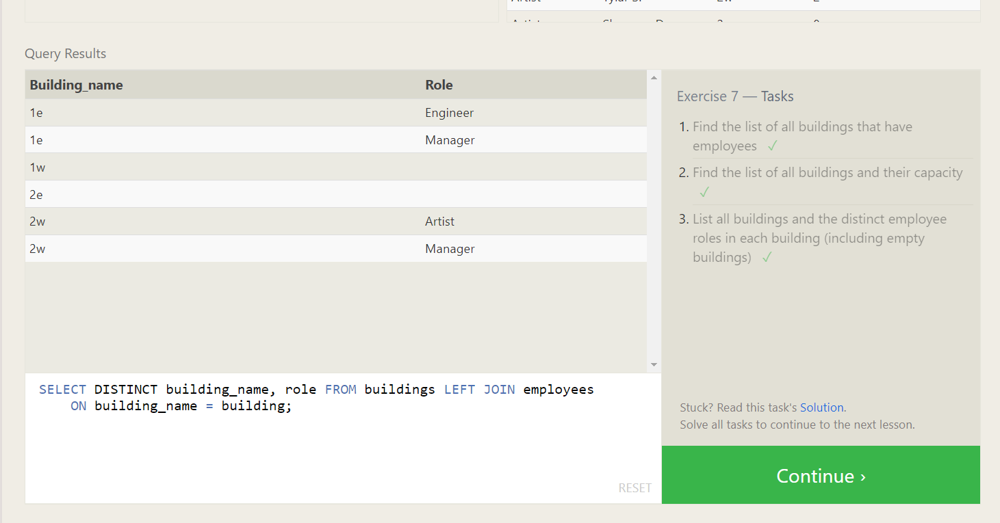 Query Results
Building_name Role
1e Engineer
1e Manager
1w
2e
2w Artist
2w Manager
SELECT DISTINCT building_name, role FROM buildings LEFT JOIN employees
ON building_name = building;
RESET
Exercise 7 — Tasks
1. Find the list of all buildings that have
employees ✓
2. Find the list of all buildings and their capacity
✓
3. List all buildings and the distinct employee
roles in each building (including empty
buildings) ✓
Stuck? Read this task's Solution.
Solve all tasks to continue to the next lesson.
Continue ›